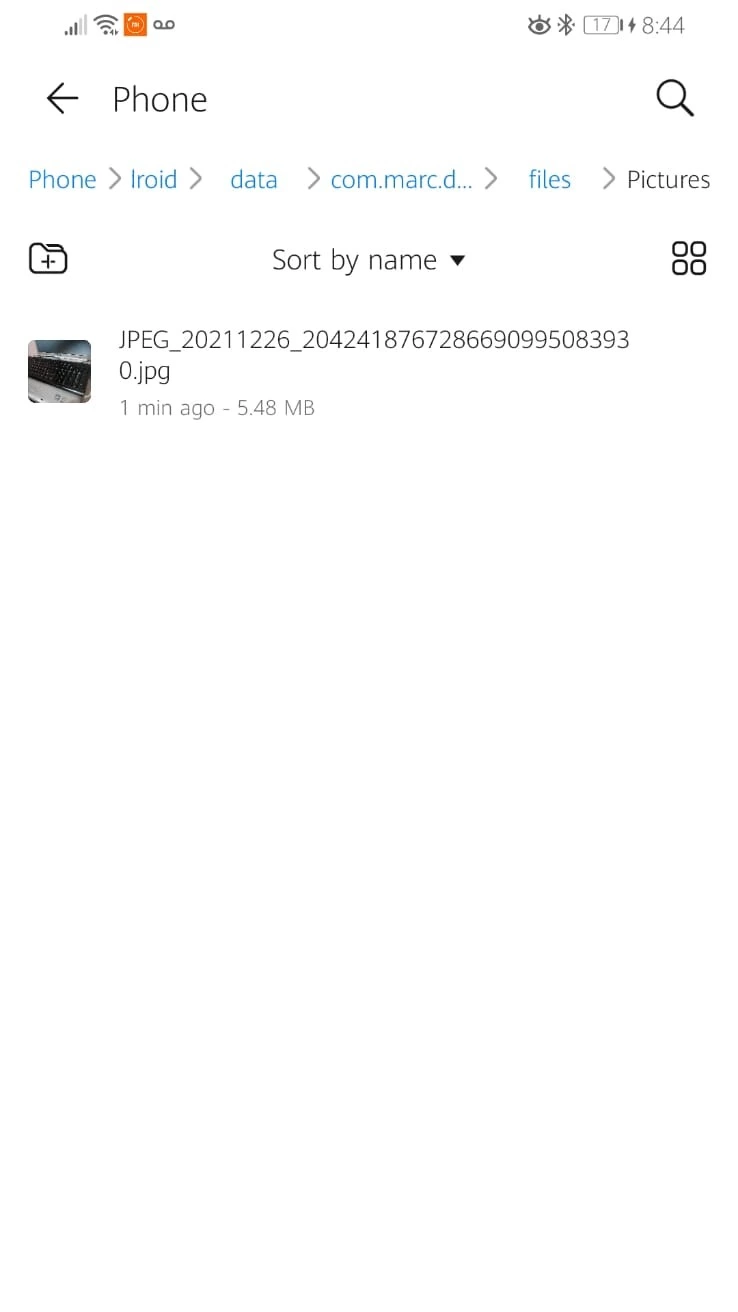 17 8:44
Phone
Phone lroid data com.marc.d... files Pictures
Sort by name
JPEG_20211226_204241876728669099508393
0.jpg
1 min ago - 5.48 MB